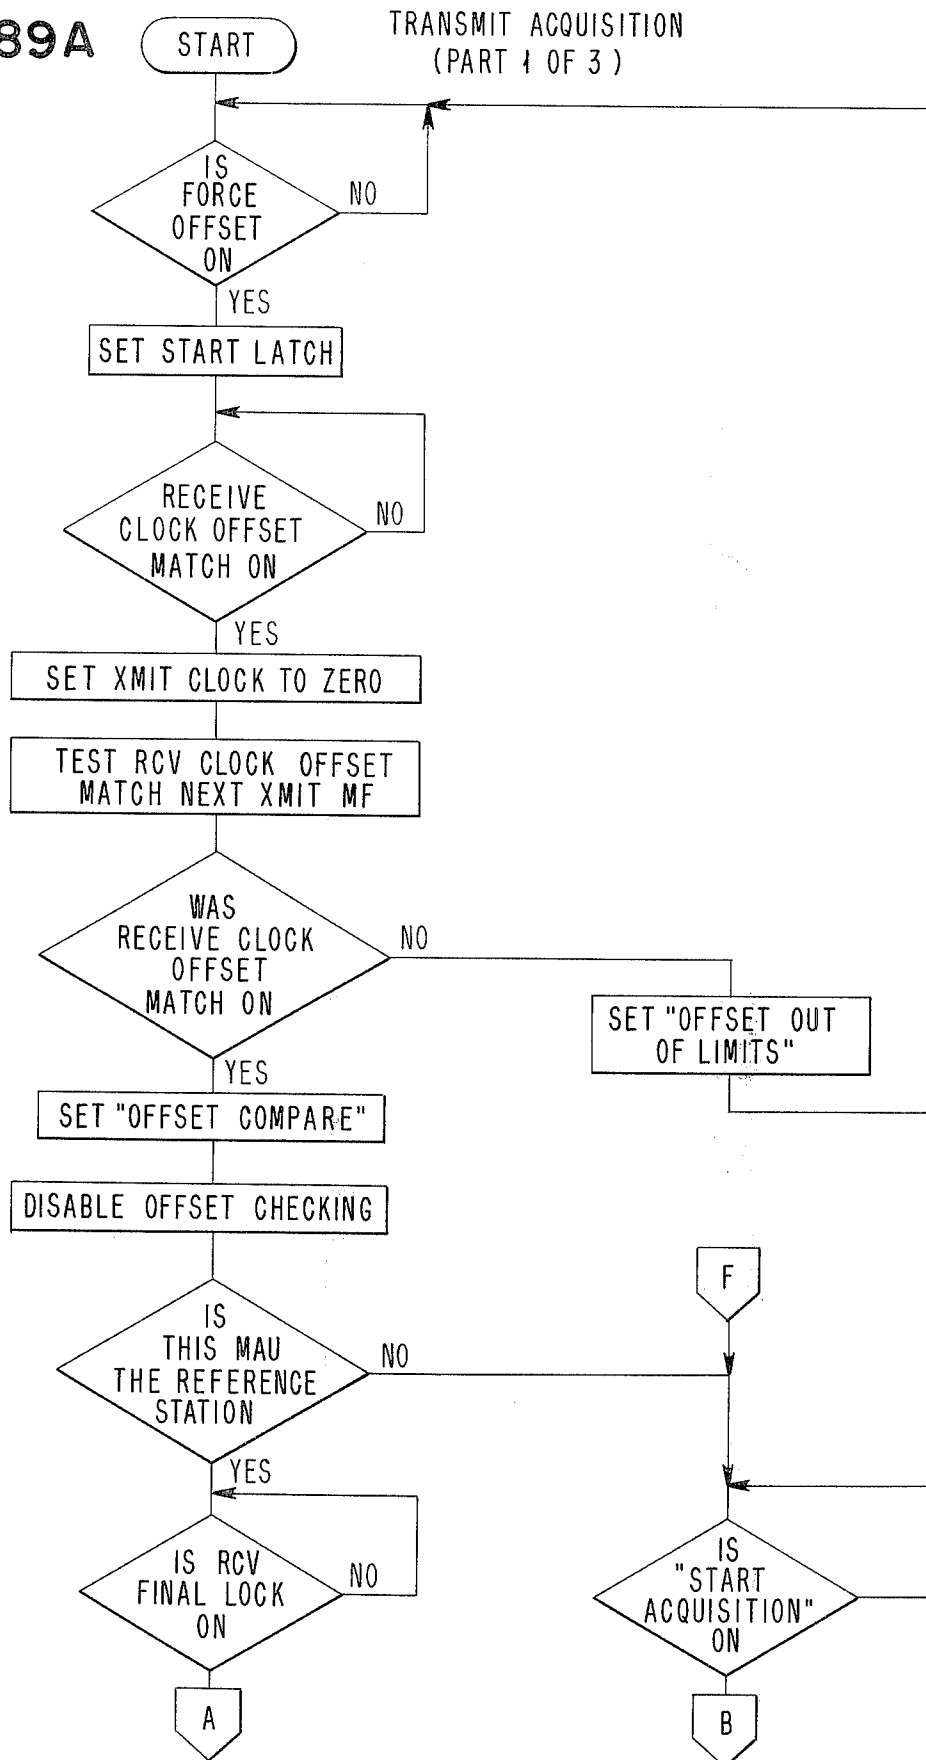 89A
TRANSMIT ACQUISITION
(PART 1 OF 3)
START
IS
FORCE
OFFSET
ON
NO
YES
SET START LATCH
RECEIVE
CLOCK OFFSET
MATCH ON
NO
YES
SET XMIT CLOCK TO ZERO
TEST RCV CLOCK OFFSET
MATCH NEXT XMIT MF
WAS
RECEIVE CLOCK
OFFSET
MATCH ON
NO
SET "OFFSET OUT
OF LIMITS"
YES
SET "OFFSET COMPARE"
DISABLE OFFSET CHECKING
F
IS
THIS MAU
THE REFERENCE
STATION
NO
YES
IS RCV
FINAL LOCK
ON
NO
IS
"START
ACQUISITION"
ON
A
B